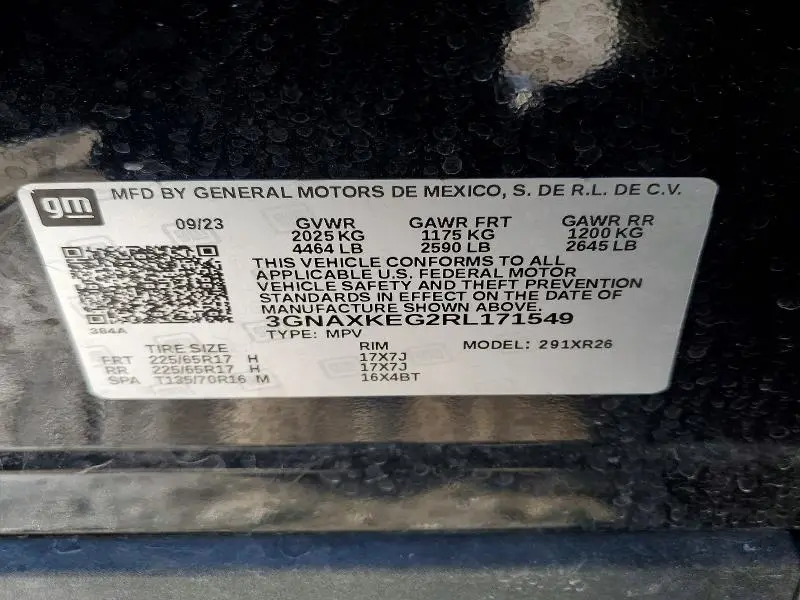 gm MFD BY GENERAL MOTORS DE MEXICO, S. DE R.L. DE C.V.
09/23 GVWR GAWR FRT GAWR RR
2025 KG 1175 KG 1200 KG
4464 LB 2590 LB 2645 LB
THIS VEHICLE CONFORMS TO ALL
APPLICABLE U.S. FEDERAL MOTOR
VEHICLE SAFETY AND THEFT PREVENTION
STANDARDS IN EFFECT ON THE DATE OF
MANUFACTURE SHOWN ABOVE.
3GNAXKEG2RL171549
384A
TYPE: MPV MODEL: 291XR26
TIRE SIZE RIM
FRT 225/65R17 H 17X7J
RR 225/65R17 H 17X7J
SPA T135/70R16 M 16X4BT